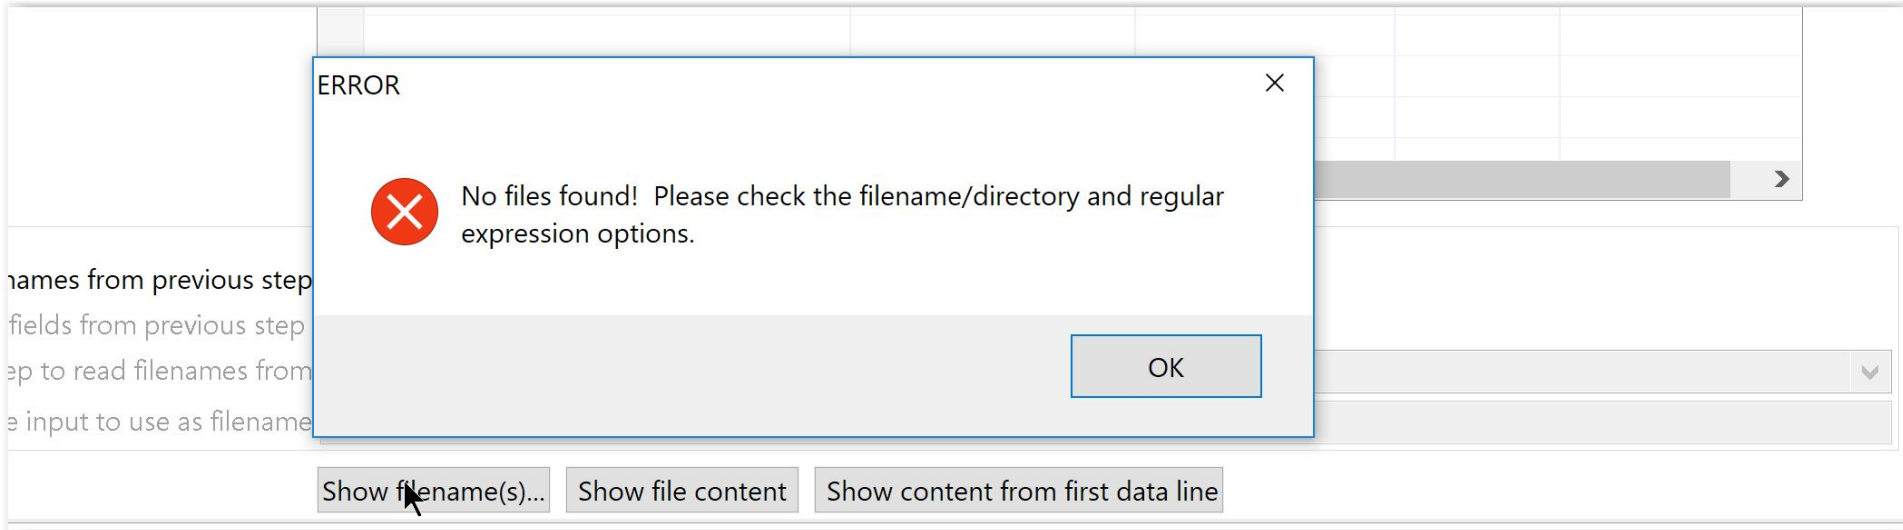 ERROR
No files found!  Please check the filename/directory and regular
expression options.
names from previous step
fields from previous step
ep to read filenames from
OK
e input to use as filename
Show filename(s)...
Show file content
Show content from first data line